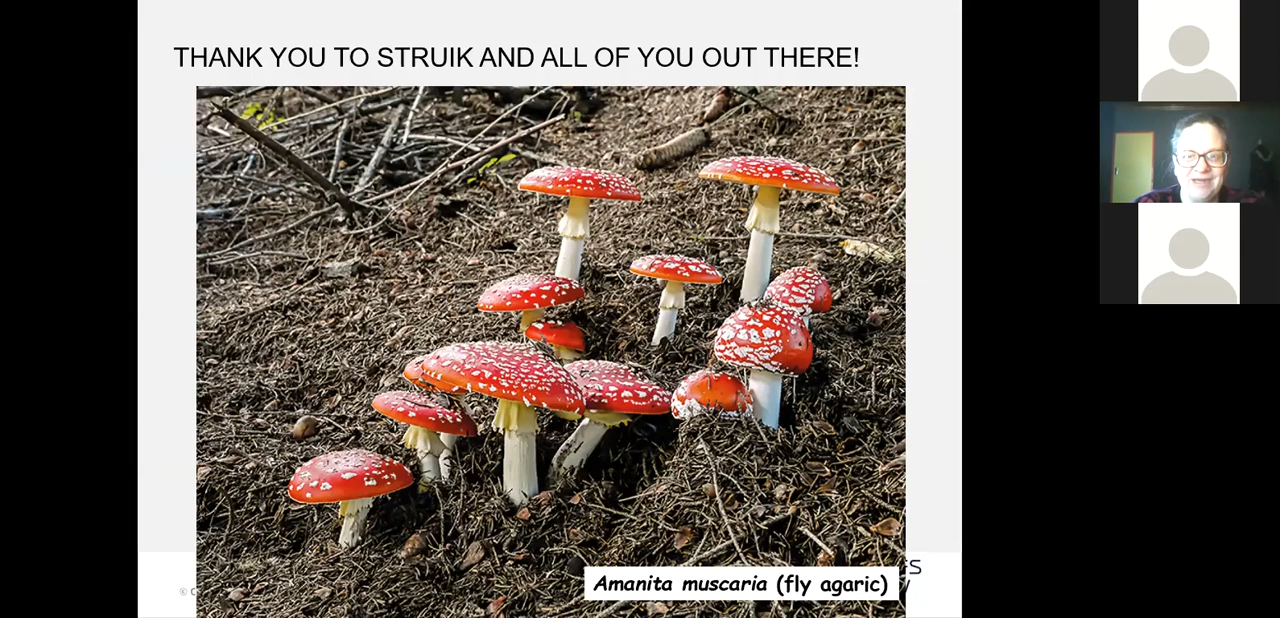 THANK YOU TO STRUIK AND ALL OF YOU OUT THERE!
Amanita muscaria (fly agaric)